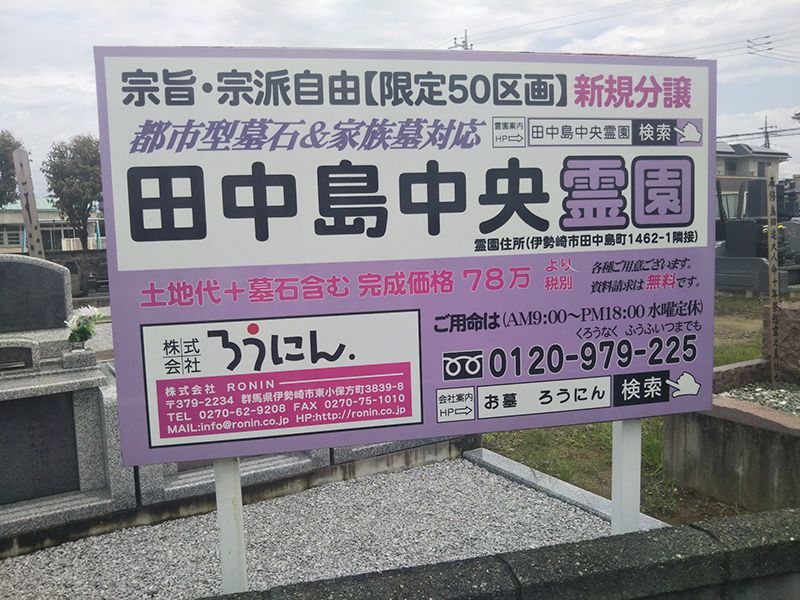 宗旨・宗派自由【限定50区画】新規分譲
都市型墓石&家族墓対応
霊園案内 HP⇨ 田中島中央霊園 検索
田中島中央霊園
霊園住所(伊勢崎市田中島町1462-1隣接)
土地代+墓石含む 完成価格 78万 より 税別
各種ご用意ございます。
資料請求は無料です。
株式会社 ろうにん.
株式会社 RONIN
〒379-2234 群馬県伊勢崎市東小保方町3839-8
TEL 0270-62-9208 FAX 0270-75-1010
MAIL:info@ronin.co.jp HP:http://ronin.co.jp
ご用命は(AM9:00〜PM18:00 水曜定休)
くろうなく ふうふいつまでも
0120-979-225
会社案内 HP⇨ お墓 ろうにん 検索